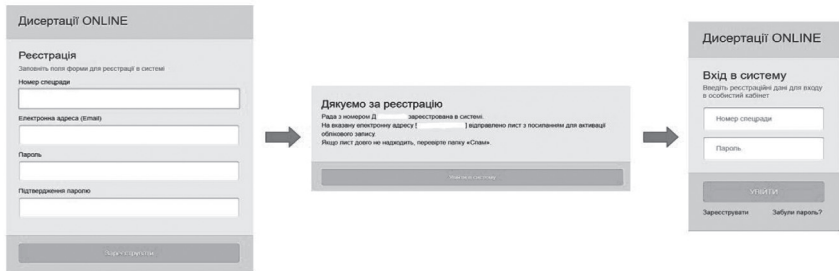 Дисертації ONLINE
Реєстрація
Заповніть поля форми для реєстрації в системі
Номер спецради
Електронна адреса (Email)
Пароль
Підтвердження паролю
Зареєструвати
Дякуємо за реєстрацію
Рада з номером Д зареєстрована в системі.
На вказану електронну адресу [ ] відправлено лист з посиланням для активації
облікового запису.
Якщо лист довго не надходить, перевірте папку «Спам».
Дисертації ONLINE
Вхід в систему
Введіть реєстраційні дані для входу
в особистий кабінет
Номер спецради
Пароль
УВІЙТИ
Зареєструвати Забули пароль?